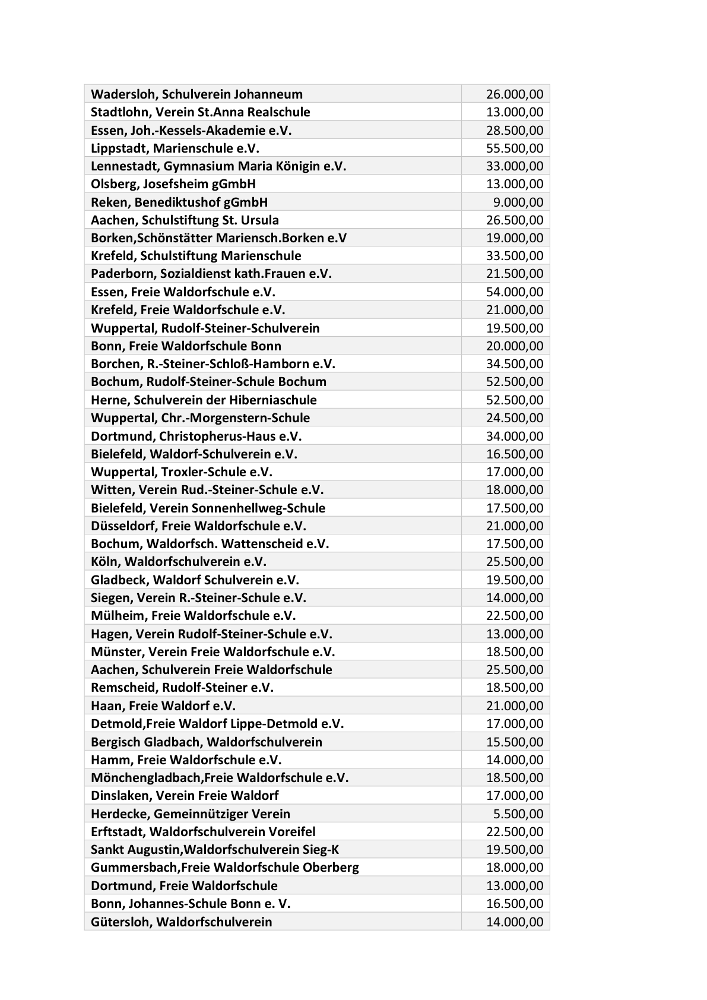 Wadersloh, Schulverein Johanneum 26.000,00
Stadtlohn, Verein St.Anna Realschule 13.000,00
Essen, Joh.-Kessels-Akademie e.V. 28.500,00
Lippstadt, Marienschule e.V. 55.500,00
Lennestadt, Gymnasium Maria Königin e.V. 33.000,00
Olsberg, Josefsheim gGmbH 13.000,00
Reken, Benediktushof gGmbH 9.000,00
Aachen, Schulstiftung St. Ursula 26.500,00
Borken,Schönstätter Mariensch.Borken e.V 19.000,00
Krefeld, Schulstiftung Marienschule 33.500,00
Paderborn, Sozialdienst kath.Frauen e.V. 21.500,00
Essen, Freie Waldorfschule e.V. 54.000,00
Krefeld, Freie Waldorfschule e.V. 21.000,00
Wuppertal, Rudolf-Steiner-Schulverein 19.500,00
Bonn, Freie Waldorfschule Bonn 20.000,00
Borchen, R.-Steiner-Schloß-Hamborn e.V. 34.500,00
Bochum, Rudolf-Steiner-Schule Bochum 52.500,00
Herne, Schulverein der Hiberniaschule 52.500,00
Wuppertal, Chr.-Morgenstern-Schule 24.500,00
Dortmund, Christopherus-Haus e.V. 34.000,00
Bielefeld, Waldorf-Schulverein e.V. 16.500,00
Wuppertal, Troxler-Schule e.V. 17.000,00
Witten, Verein Rud.-Steiner-Schule e.V. 18.000,00
Bielefeld, Verein Sonnenhellweg-Schule 17.500,00
Düsseldorf, Freie Waldorfschule e.V. 21.000,00
Bochum, Waldorfsch. Wattenscheid e.V. 17.500,00
Köln, Waldorfschulverein e.V. 25.500,00
Gladbeck, Waldorf Schulverein e.V. 19.500,00
Siegen, Verein R.-Steiner-Schule e.V. 14.000,00
Mülheim, Freie Waldorfschule e.V. 22.500,00
Hagen, Verein Rudolf-Steiner-Schule e.V. 13.000,00
Münster, Verein Freie Waldorfschule e.V. 18.500,00
Aachen, Schulverein Freie Waldorfschule 25.500,00
Remscheid, Rudolf-Steiner e.V. 18.500,00
Haan, Freie Waldorf e.V. 21.000,00
Detmold,Freie Waldorf Lippe-Detmold e.V. 17.000,00
Bergisch Gladbach, Waldorfschulverein 15.500,00
Hamm, Freie Waldorfschule e.V. 14.000,00
Mönchengladbach,Freie Waldorfschule e.V. 18.500,00
Dinslaken, Verein Freie Waldorf 17.000,00
Herdecke, Gemeinnütziger Verein 5.500,00
Erftstadt, Waldorfschulverein Voreifel 22.500,00
Sankt Augustin,Waldorfschulverein Sieg-K 19.500,00
Gummersbach,Freie Waldorfschule Oberberg 18.000,00
Dortmund, Freie Waldorfschule 13.000,00
Bonn, Johannes-Schule Bonn e. V. 16.500,00
Gütersloh, Waldorfschulverein 14.000,00